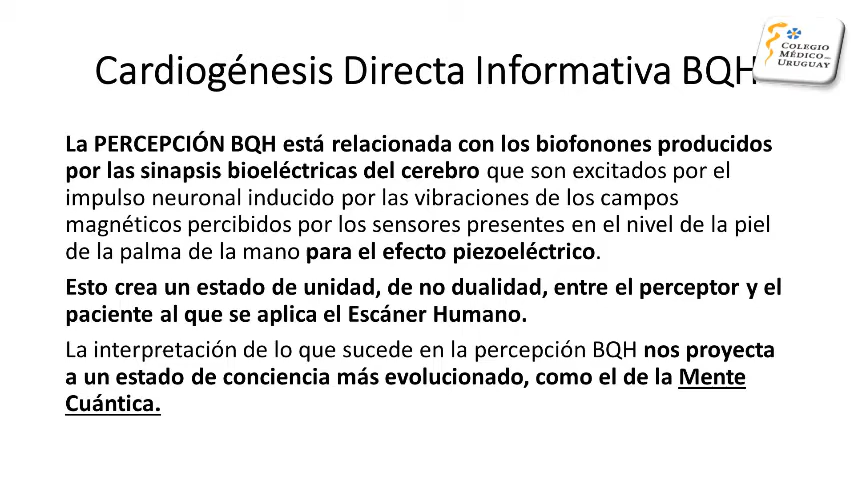 Cardiogénesis Directa Informativa BQH
COLEGIO
MÉDICO DEL
URUGUAY
La PERCEPCIÓN BQH está relacionada con los biofonones producidos
por las sinapsis bioeléctricas del cerebro que son excitados por el
impulso neuronal inducido por las vibraciones de los campos
magnéticos percibidos por los sensores presentes en el nivel de la piel
de la palma de la mano para el efecto piezoeléctrico.
Esto crea un estado de unidad, de no dualidad, entre el perceptor y el
paciente al que se aplica el Escáner Humano.
La interpretación de lo que sucede en la percepción BQH nos proyecta
a un estado de conciencia más evolucionado, como el de la Mente
Cuántica.